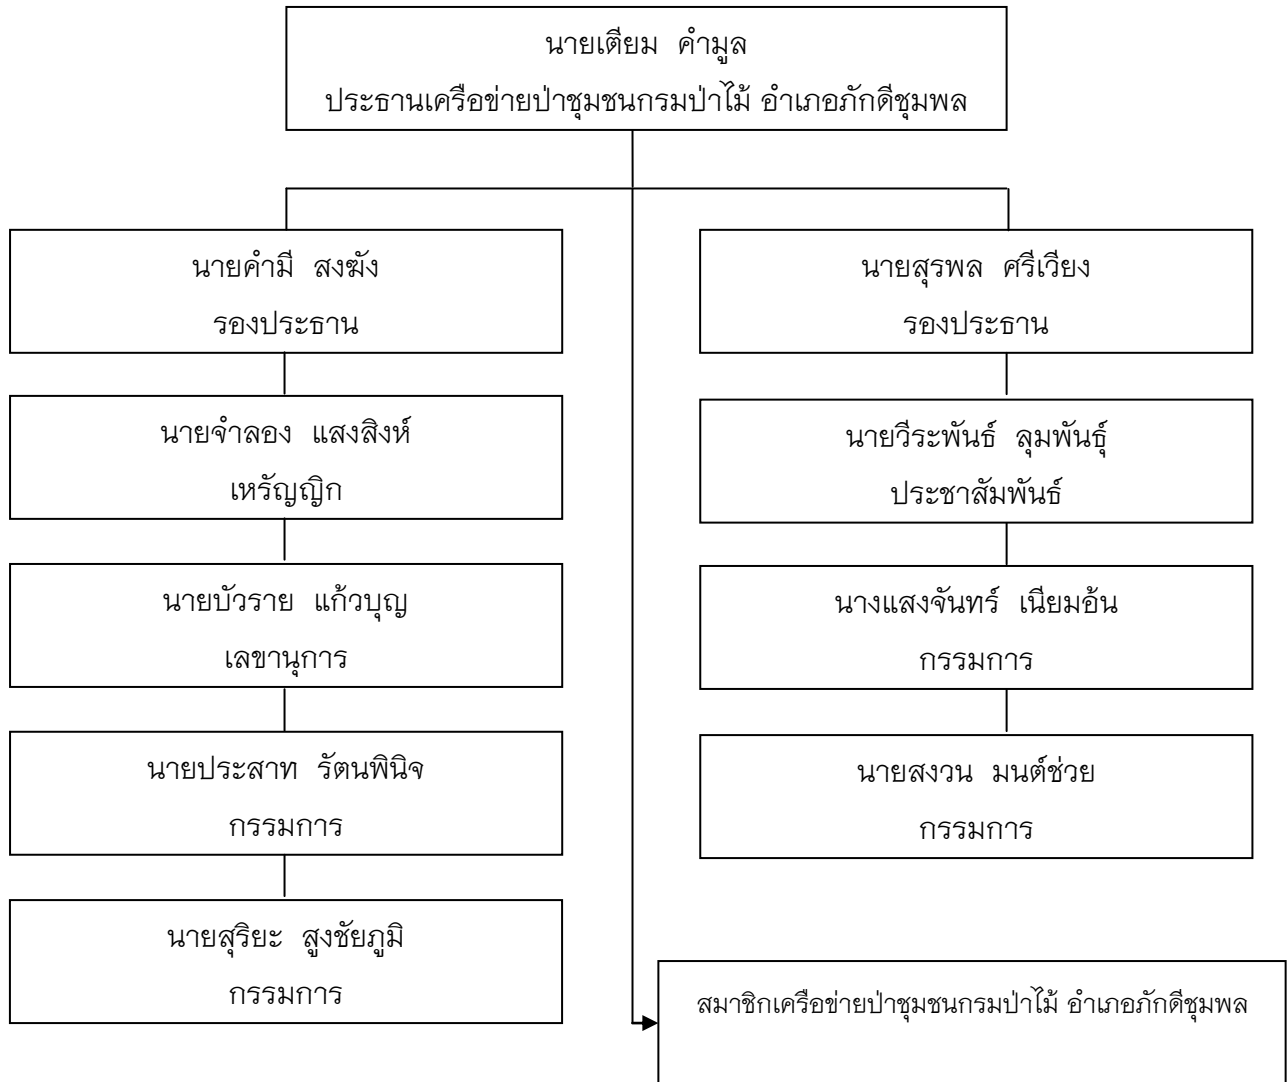 นายเตียม คำมูล
ประธานเครือข่ายป่าชุมชนกรมป่าไม้ อำเภอภักดีชุมพล
นายคำมี สงฆัง
รองประธาน
นายจำลอง แสงสิงห์
เหรัญญิก
นายบัวราย แก้วบุญ
เลขานุการ
นายประสาท รัตนพินิจ
กรรมการ
นายสุริยะ สูงชัยภูมิ
กรรมการ
นายสุรพล ศรีเวียง
รองประธาน
นายวีระพันธ์ ลุมพันธุ์
ประชาสัมพันธ์
นางแสงจันทร์ เนียมอ้น
กรรมการ
นายสงวน มนต์ช่วย
กรรมการ
สมาชิกเครือข่ายป่าชุมชนกรมป่าไม้ อำเภอภักดีชุมพล